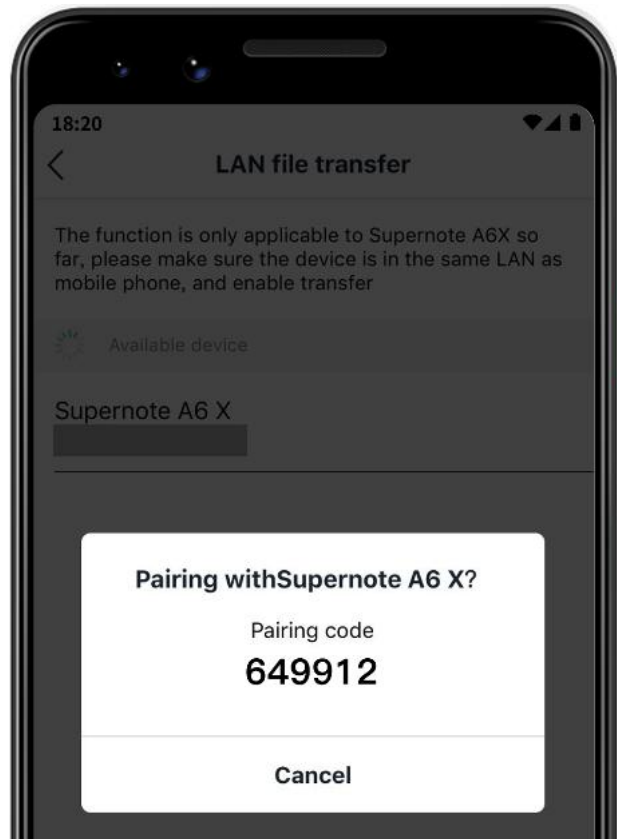 18:20
LAN file transfer
The function is only applicable to Supernote A6X so
far, please make sure the device is in the same LAN as
mobile phone, and enable transfer
Available device
Supernote A6 X
Pairing withSupernote A6 X?
Pairing code
649912
Cancel